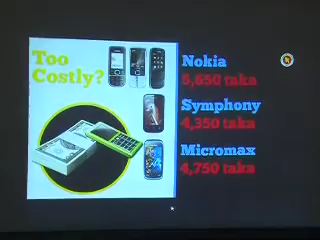 Too
Costly?
Nokia
5,650 taka
Symphony
4,350 taka
Micromax
4,750 taka